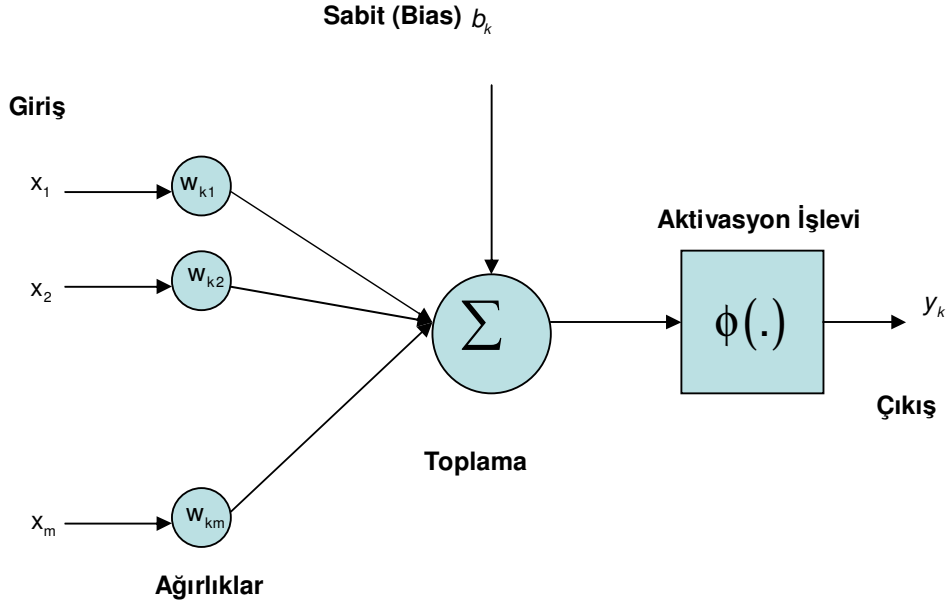 Sabit (Bias) b_k
Giriş
x_1
w_k1
Aktivasyon İşlevi
x_2
w_k2
Σ
ϕ(.)
y_k
Çıkış
Toplama
x_m
w_km
Ağırlıklar